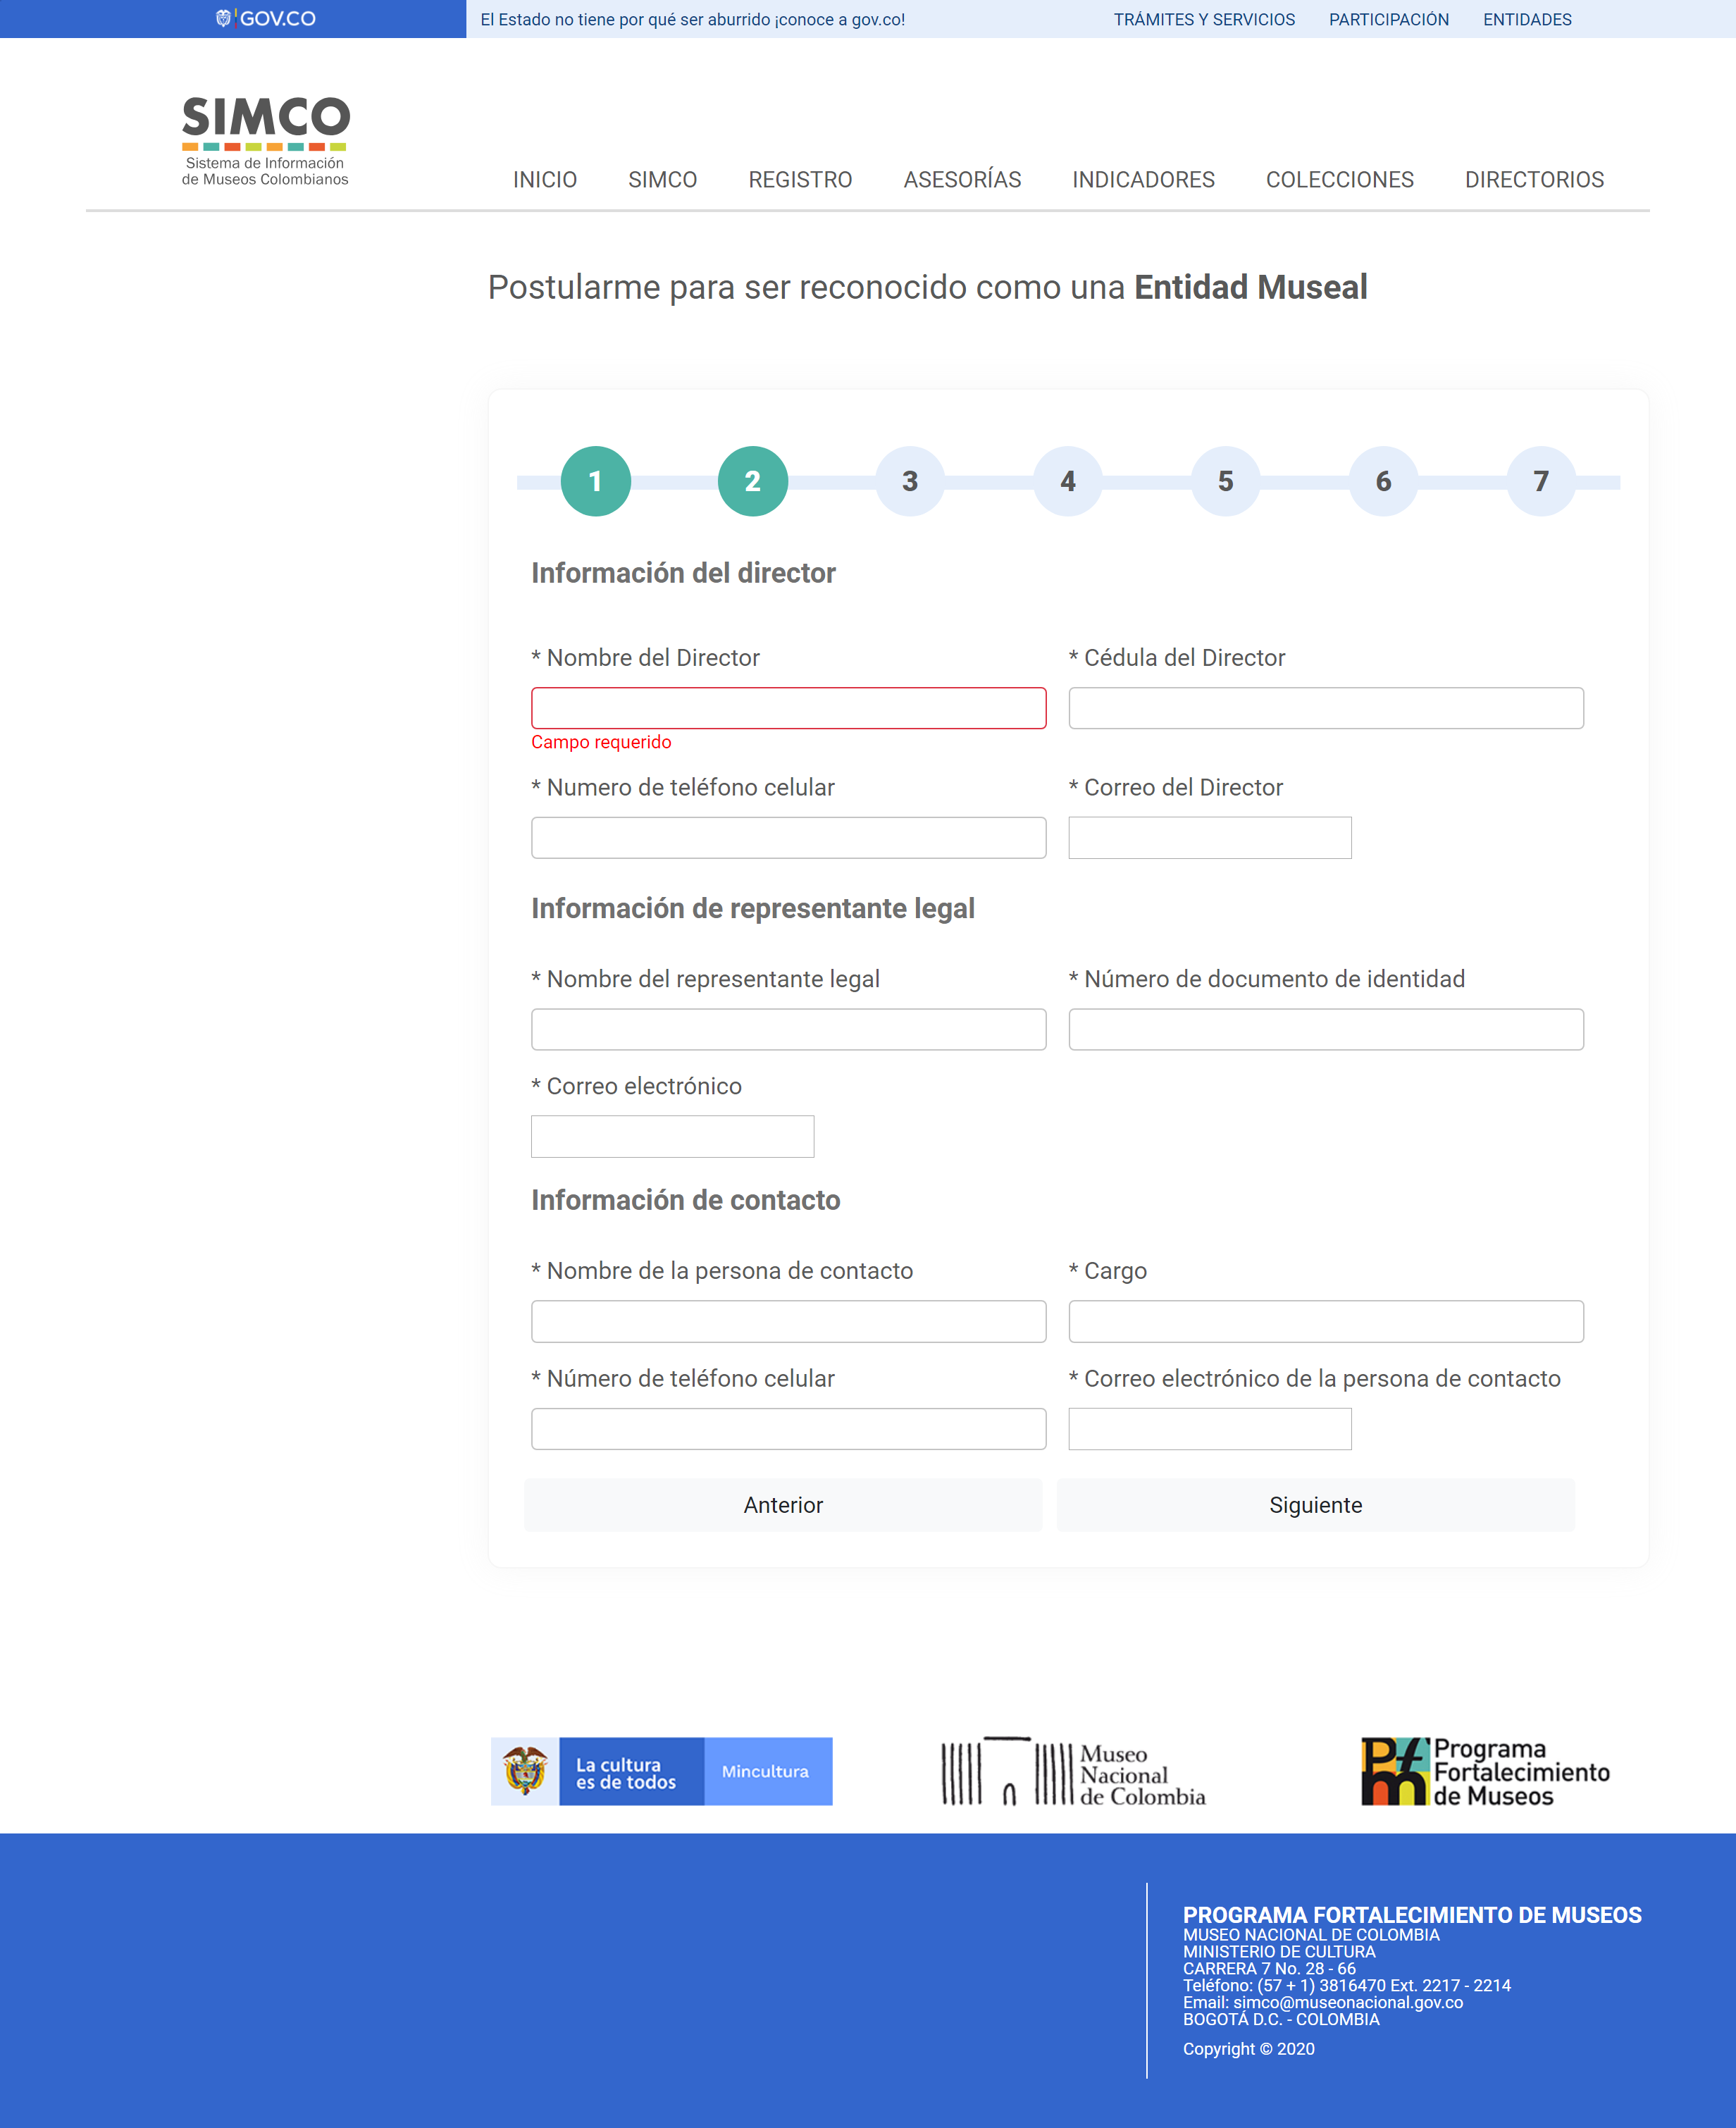 GOV.CO
El Estado no tiene por qué ser aburrido ¡conoce a gov.co!
TRÁMITES Y SERVICIOS
PARTICIPACIÓN
ENTIDADES
SIMCO
Sistema de Información
de Museos Colombianos
INICIO
SIMCO
REGISTRO
ASESORÍAS
INDICADORES
COLECCIONES
DIRECTORIOS
Postularme para ser reconocido como una Entidad Museal
1
2
3
4
5
6
7
Información del director
* Nombre del Director
* Cédula del Director
Campo requerido
* Numero de teléfono celular
* Correo del Director
Información de representante legal
* Nombre del representante legal
* Número de documento de identidad
* Correo electrónico
Información de contacto
* Nombre de la persona de contacto
* Cargo
* Número de teléfono celular
* Correo electrónico de la persona de contacto
Anterior
Siguiente
La cultura
es de todos
Mincultura
Museo
Nacional
de Colombia
Pfm
Programa
Fortalecimiento
de Museos
PROGRAMA FORTALECIMIENTO DE MUSEOS
MUSEO NACIONAL DE COLOMBIA
MINISTERIO DE CULTURA
CARRERA 7 No. 28 - 66
Teléfono: (57 + 1) 3816470 Ext. 2217 - 2214
Email: simco@museonacional.gov.co
BOGOTÁ D.C. - COLOMBIA
Copyright © 2020